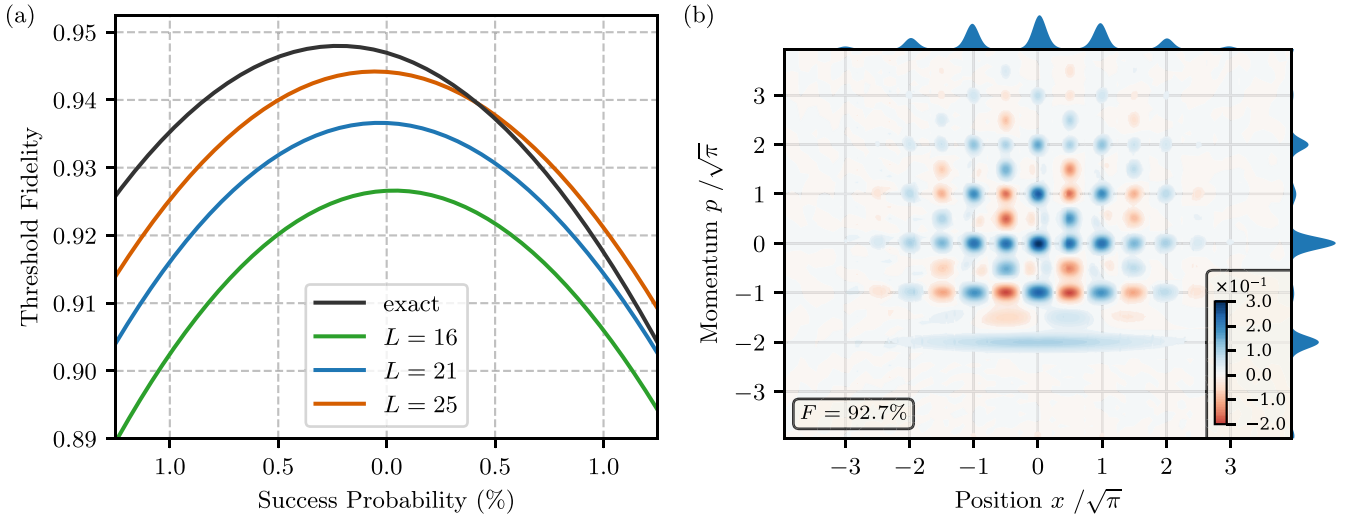 (a)
Threshold Fidelity
0.95
0.94
0.93
0.92
0.91
0.90
0.89
exact
L = 16
L = 21
L = 25
1.0 0.5 0.0 0.5 1.0
Success Probability (%)
(b)
Momentum p /√π
3
2
1
0
−1
−2
−3
F = 92.7%
×10⁻¹
3.0
2.0
1.0
0.0
−1.0
−2.0
−3 −2 −1 0 1 2 3
Position x /√π